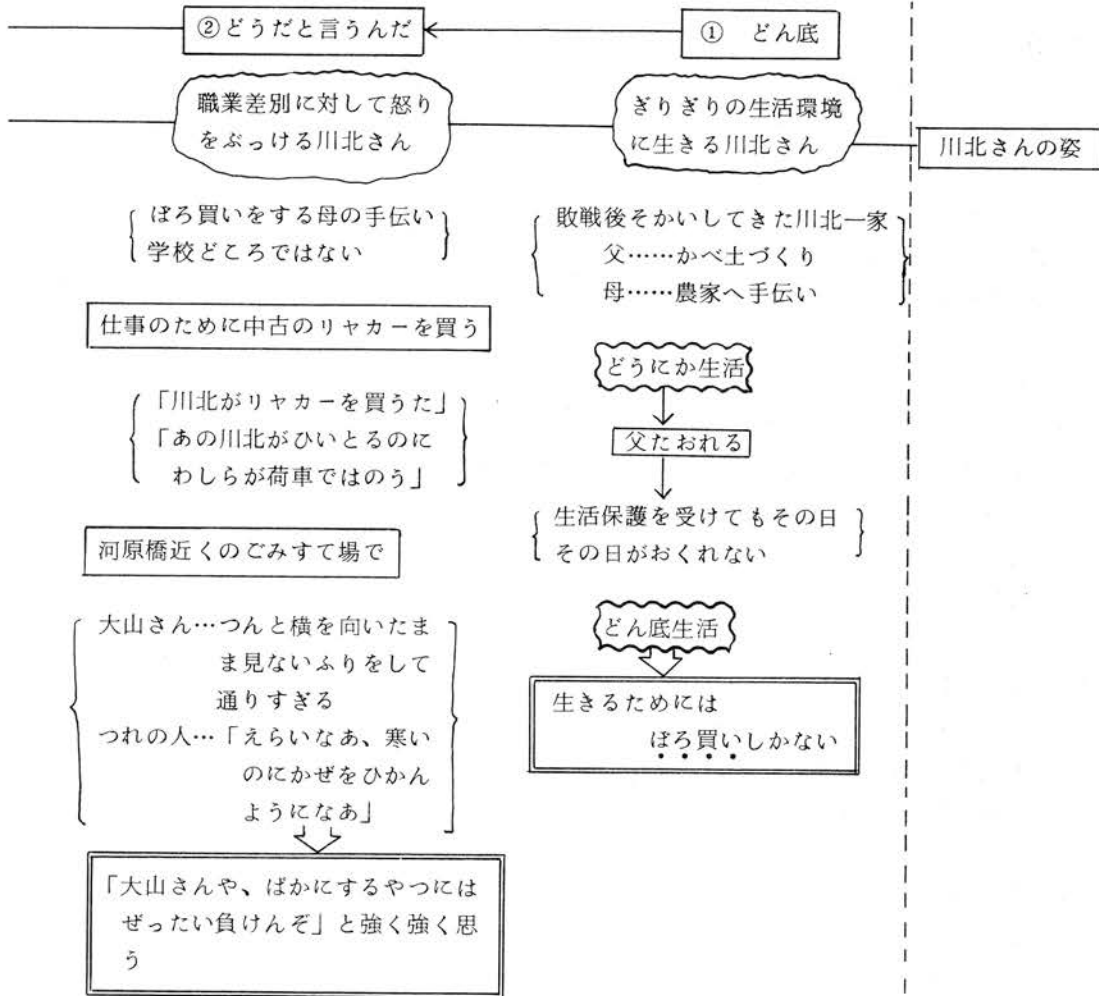 川北さんの姿
① どん底
ぎりぎりの生活環境
に生きる川北さん
敗戦後そかいしてきた川北一家
父……かべ土づくり
母……農家へ手伝い
どうにか生活
父たおれる
生活保護を受けてもその日
その日がおくれない
どん底生活
生きるためには
ぼろ買いしかない
②どうだと言うんだ
職業差別に対して怒り
をぶっける川北さん
ぼろ買いをする母の手伝い
学校どころではない
仕事のために中古のリヤカーを買う
「川北がリヤカーを買うた」
「あの川北がひいとるのに
わしらが荷車ではのう」
河原橋近くのごみすて場で
大山さん…つんと横を向いたま
ま見ないふりをして
通りすぎる
つれの人…「えらいなあ、寒い
のにかぜをひかん
ようになあ」
「大山さんや、ばかにするやつには
ぜったい負けんぞ」と強く強く思
う